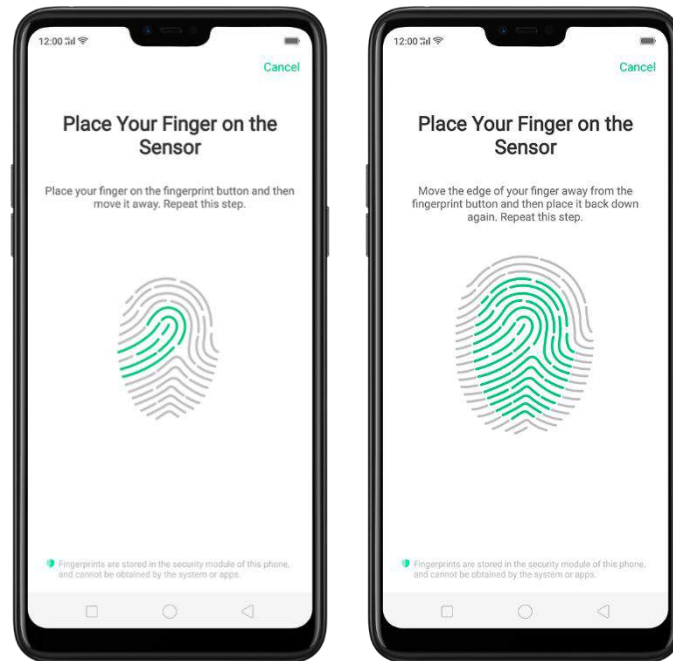 12:00
Cancel
Place Your Finger on the
Sensor
Place your finger on the fingerprint button and then
move it away. Repeat this step.
Fingerprints are stored in the security module of this phone,
and cannot be obtained by the system or apps.
12:00
Cancel
Place Your Finger on the
Sensor
Move the edge of your finger away from the
fingerprint button and then place it back down
again. Repeat this step.
Fingerprints are stored in the security module of this phone,
and cannot be obtained by the system or apps.